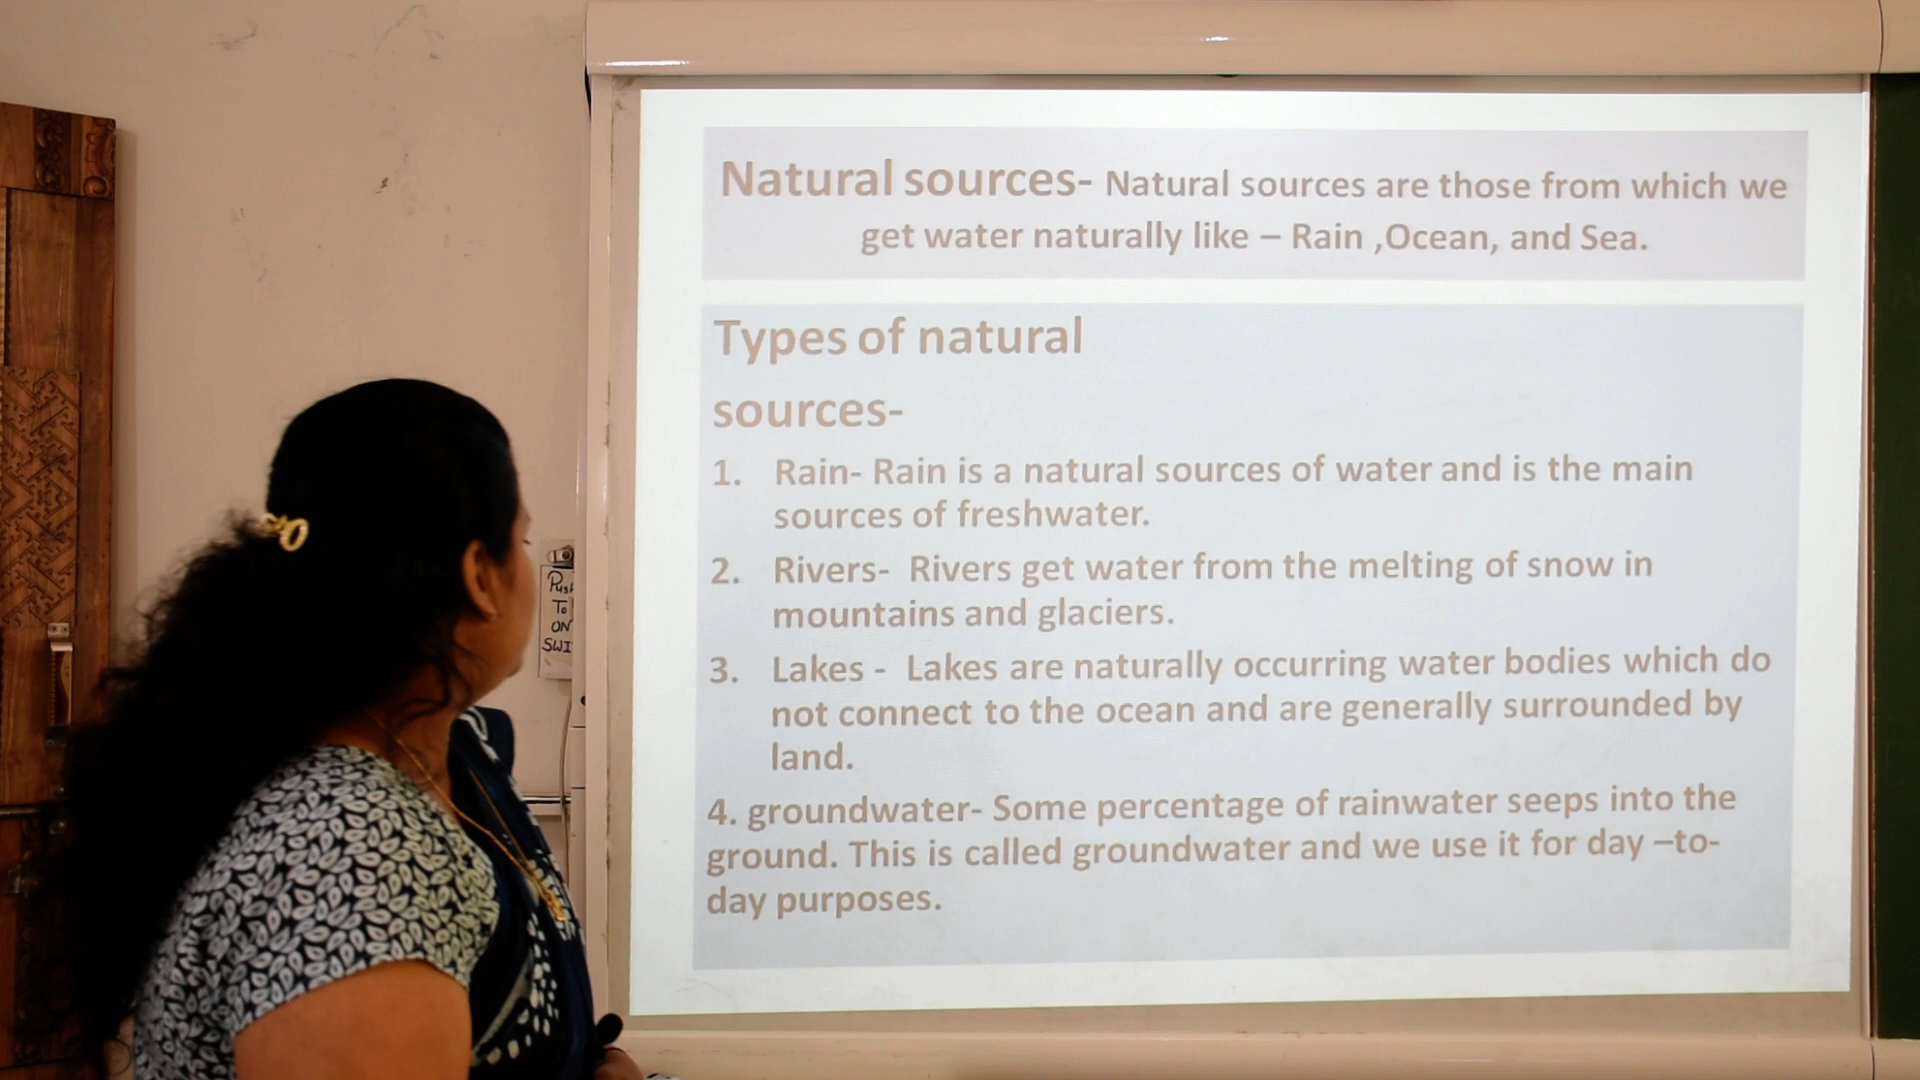 Natural sources- Natural sources are those from which we
get water naturally like – Rain ,Ocean, and Sea.
Types of natural
sources-
1. Rain- Rain is a natural sources of water and is the main
sources of freshwater.
2. Rivers- Rivers get water from the melting of snow in
mountains and glaciers.
3. Lakes - Lakes are naturally occurring water bodies which do
not connect to the ocean and are generally surrounded by
land.
4. groundwater- Some percentage of rainwater seeps into the
ground. This is called groundwater and we use it for day –to-
day purposes.
Push
To
ON
SWI